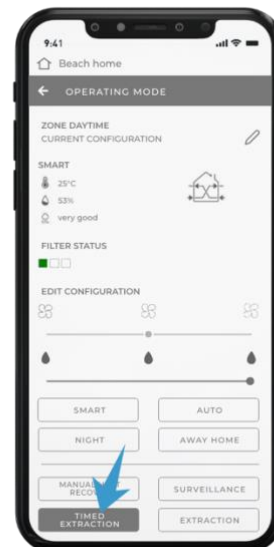 9:41
Beach home
OPERATING MODE
ZONE DAYTIME
CURRENT CONFIGURATION
SMART
25°C
53%
very good
FILTER STATUS
EDIT CONFIGURATION
SMART
AUTO
NIGHT
AWAY HOME
MANUAL
RECO
SURVEILLANCE
TIMED
EXTRACTION
EXTRACTION